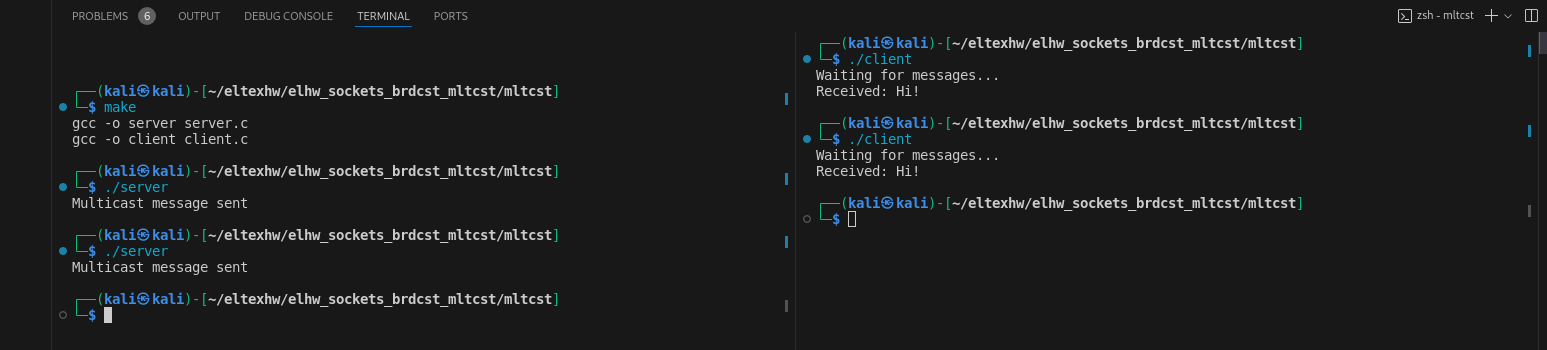 PROBLEMS 6 OUTPUT DEBUG CONSOLE TERMINAL PORTS
zsh - mltcst
┌──(kali㉿kali)-[~/eltexhw/elhw_sockets_brdcst_mltcst/mltcst]
└─$ make
gcc -o server server.c
gcc -o client client.c
┌──(kali㉿kali)-[~/eltexhw/elhw_sockets_brdcst_mltcst/mltcst]
└─$ ./server
Multicast message sent
┌──(kali㉿kali)-[~/eltexhw/elhw_sockets_brdcst_mltcst/mltcst]
└─$ ./server
Multicast message sent
┌──(kali㉿kali)-[~/eltexhw/elhw_sockets_brdcst_mltcst/mltcst]
└─$
┌──(kali㉿kali)-[~/eltexhw/elhw_sockets_brdcst_mltcst/mltcst]
└─$ ./client
Waiting for messages...
Received: Hi!
┌──(kali㉿kali)-[~/eltexhw/elhw_sockets_brdcst_mltcst/mltcst]
└─$ ./client
Waiting for messages...
Received: Hi!
┌──(kali㉿kali)-[~/eltexhw/elhw_sockets_brdcst_mltcst/mltcst]
└─$